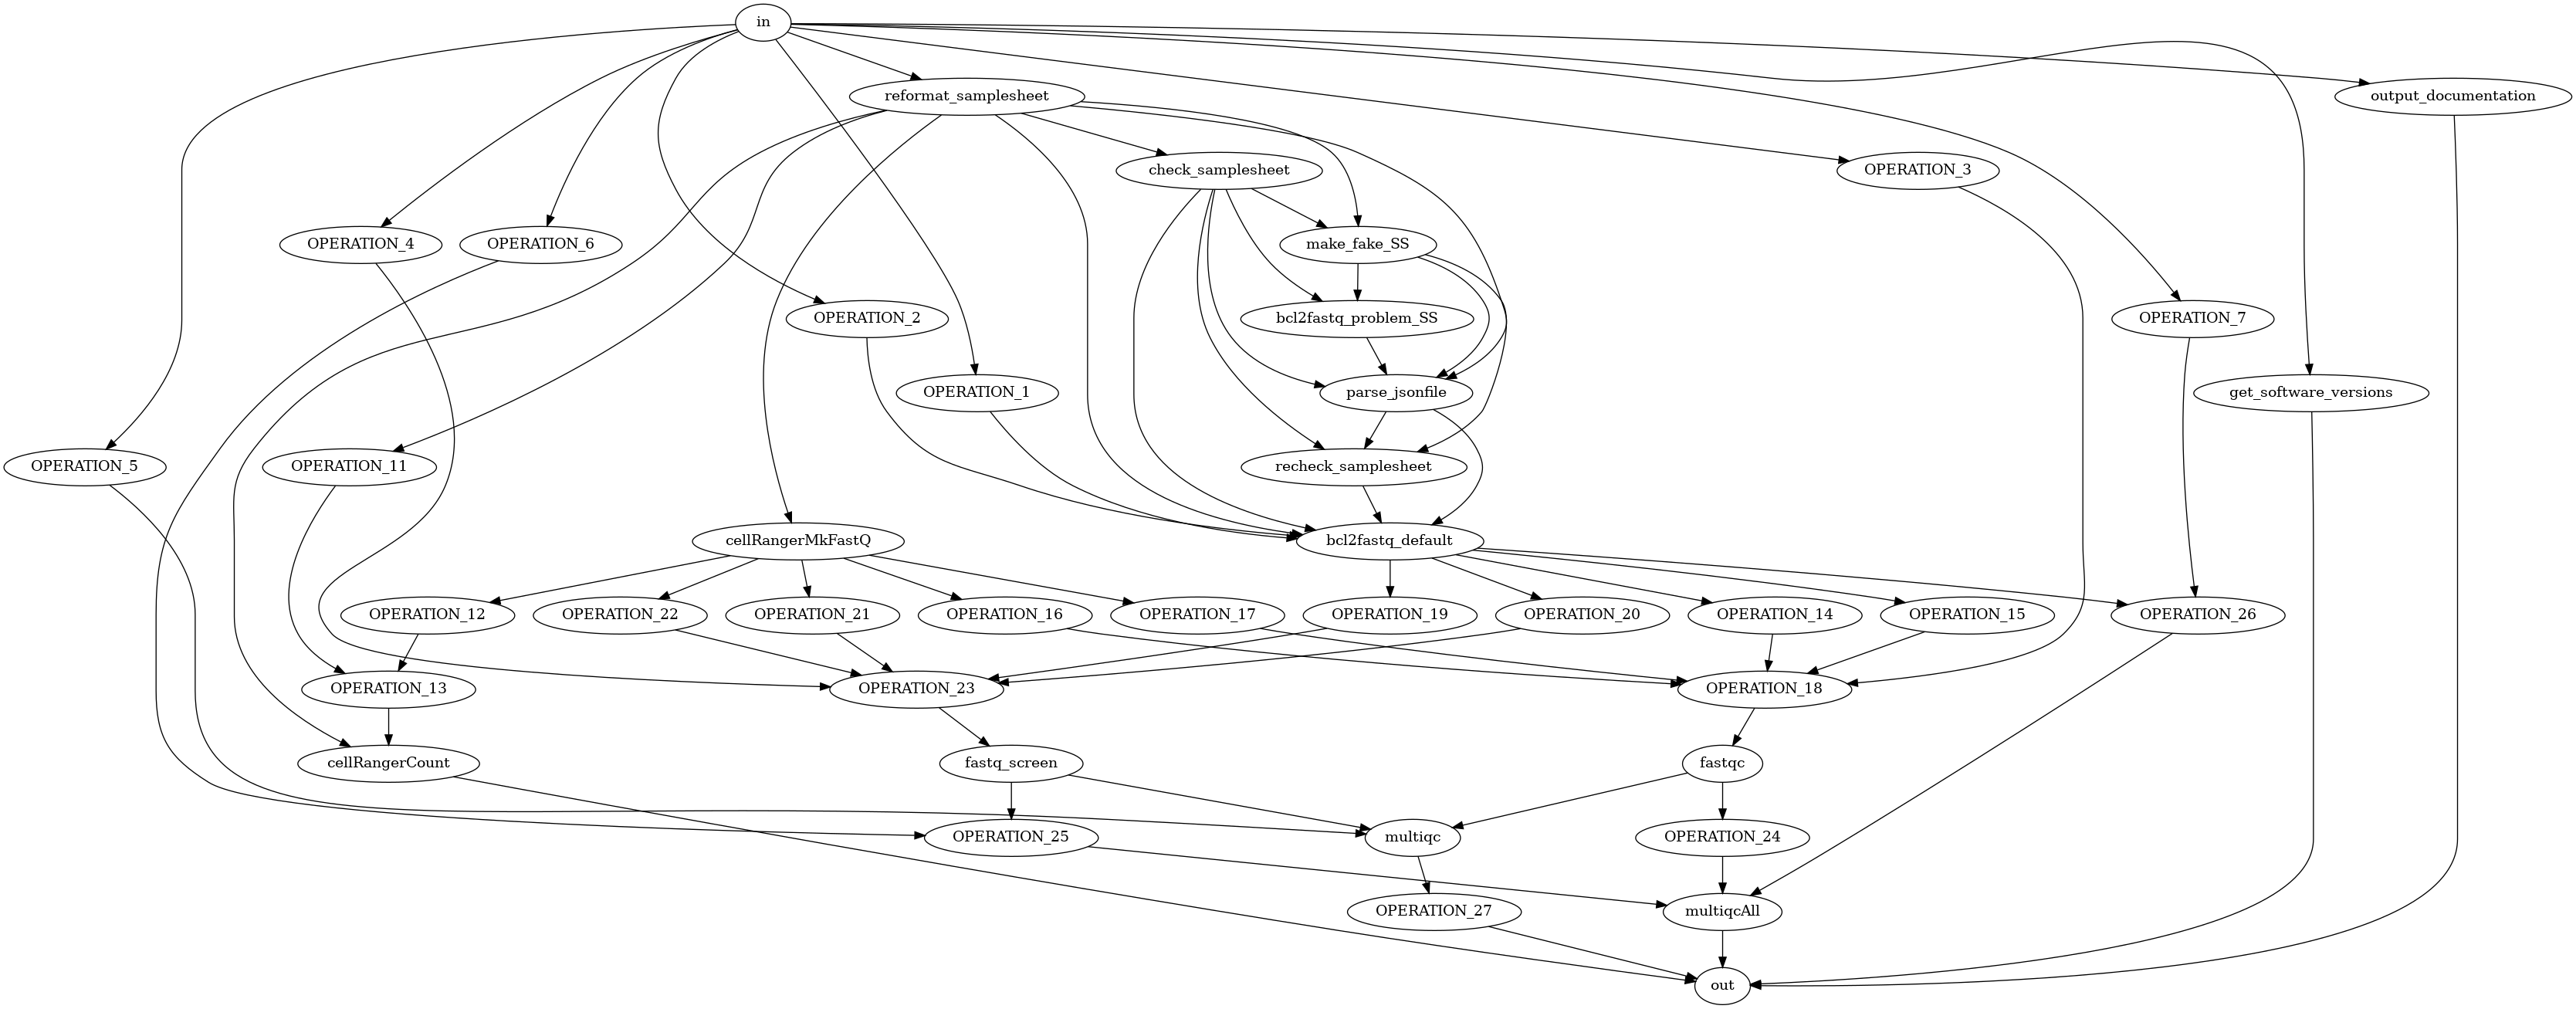 in
reformat_samplesheet
output_documentation
check_samplesheet
OPERATION_3
OPERATION_4
OPERATION_6
make_fake_SS
OPERATION_2
bcl2fastq_problem_SS
OPERATION_7
OPERATION_1
parse_jsonfile
get_software_versions
OPERATION_5
OPERATION_11
recheck_samplesheet
cellRangerMkFastQ
bcl2fastq_default
OPERATION_12
OPERATION_22
OPERATION_21
OPERATION_16
OPERATION_17
OPERATION_19
OPERATION_20
OPERATION_14
OPERATION_15
OPERATION_26
OPERATION_13
OPERATION_23
OPERATION_18
cellRangerCount
fastq_screen
fastqc
OPERATION_25
multiqc
OPERATION_24
OPERATION_27
multiqcAll
out